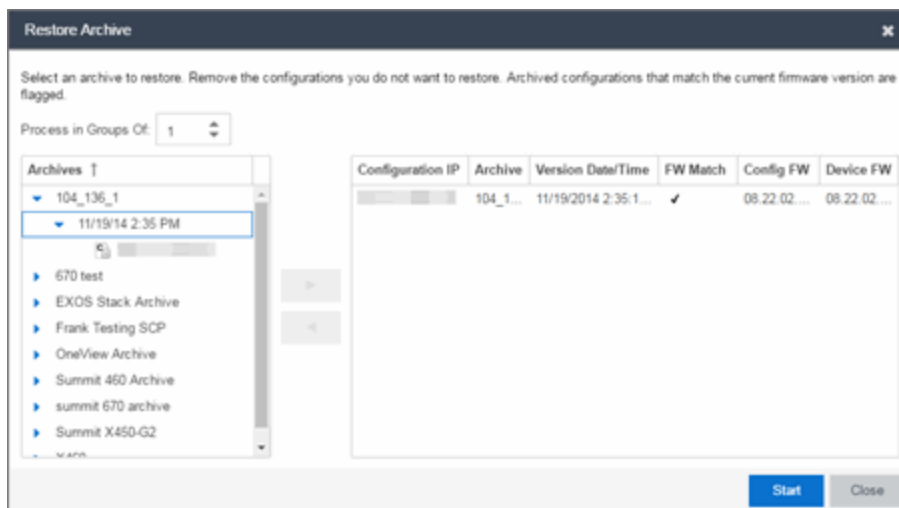 Restore Archive
Select an archive to restore. Remove the configurations you do not want to restore. Archived configurations that match the current firmware version are
flagged.
Process in Groups Of: 1
Archives ↑
104_136_1
11/19/14 2:35 PM
670 test
EXOS Stack Archive
Frank Testing SCP
OneView Archive
Summit 460 Archive
summit 670 archive
Summit X450-G2
Configuration IP Archive Version Date/Time FW Match Config FW Device FW
104_1... 11/19/2014 2:35:1... ✔ 08.22.02.... 08.22.02....
Start Close